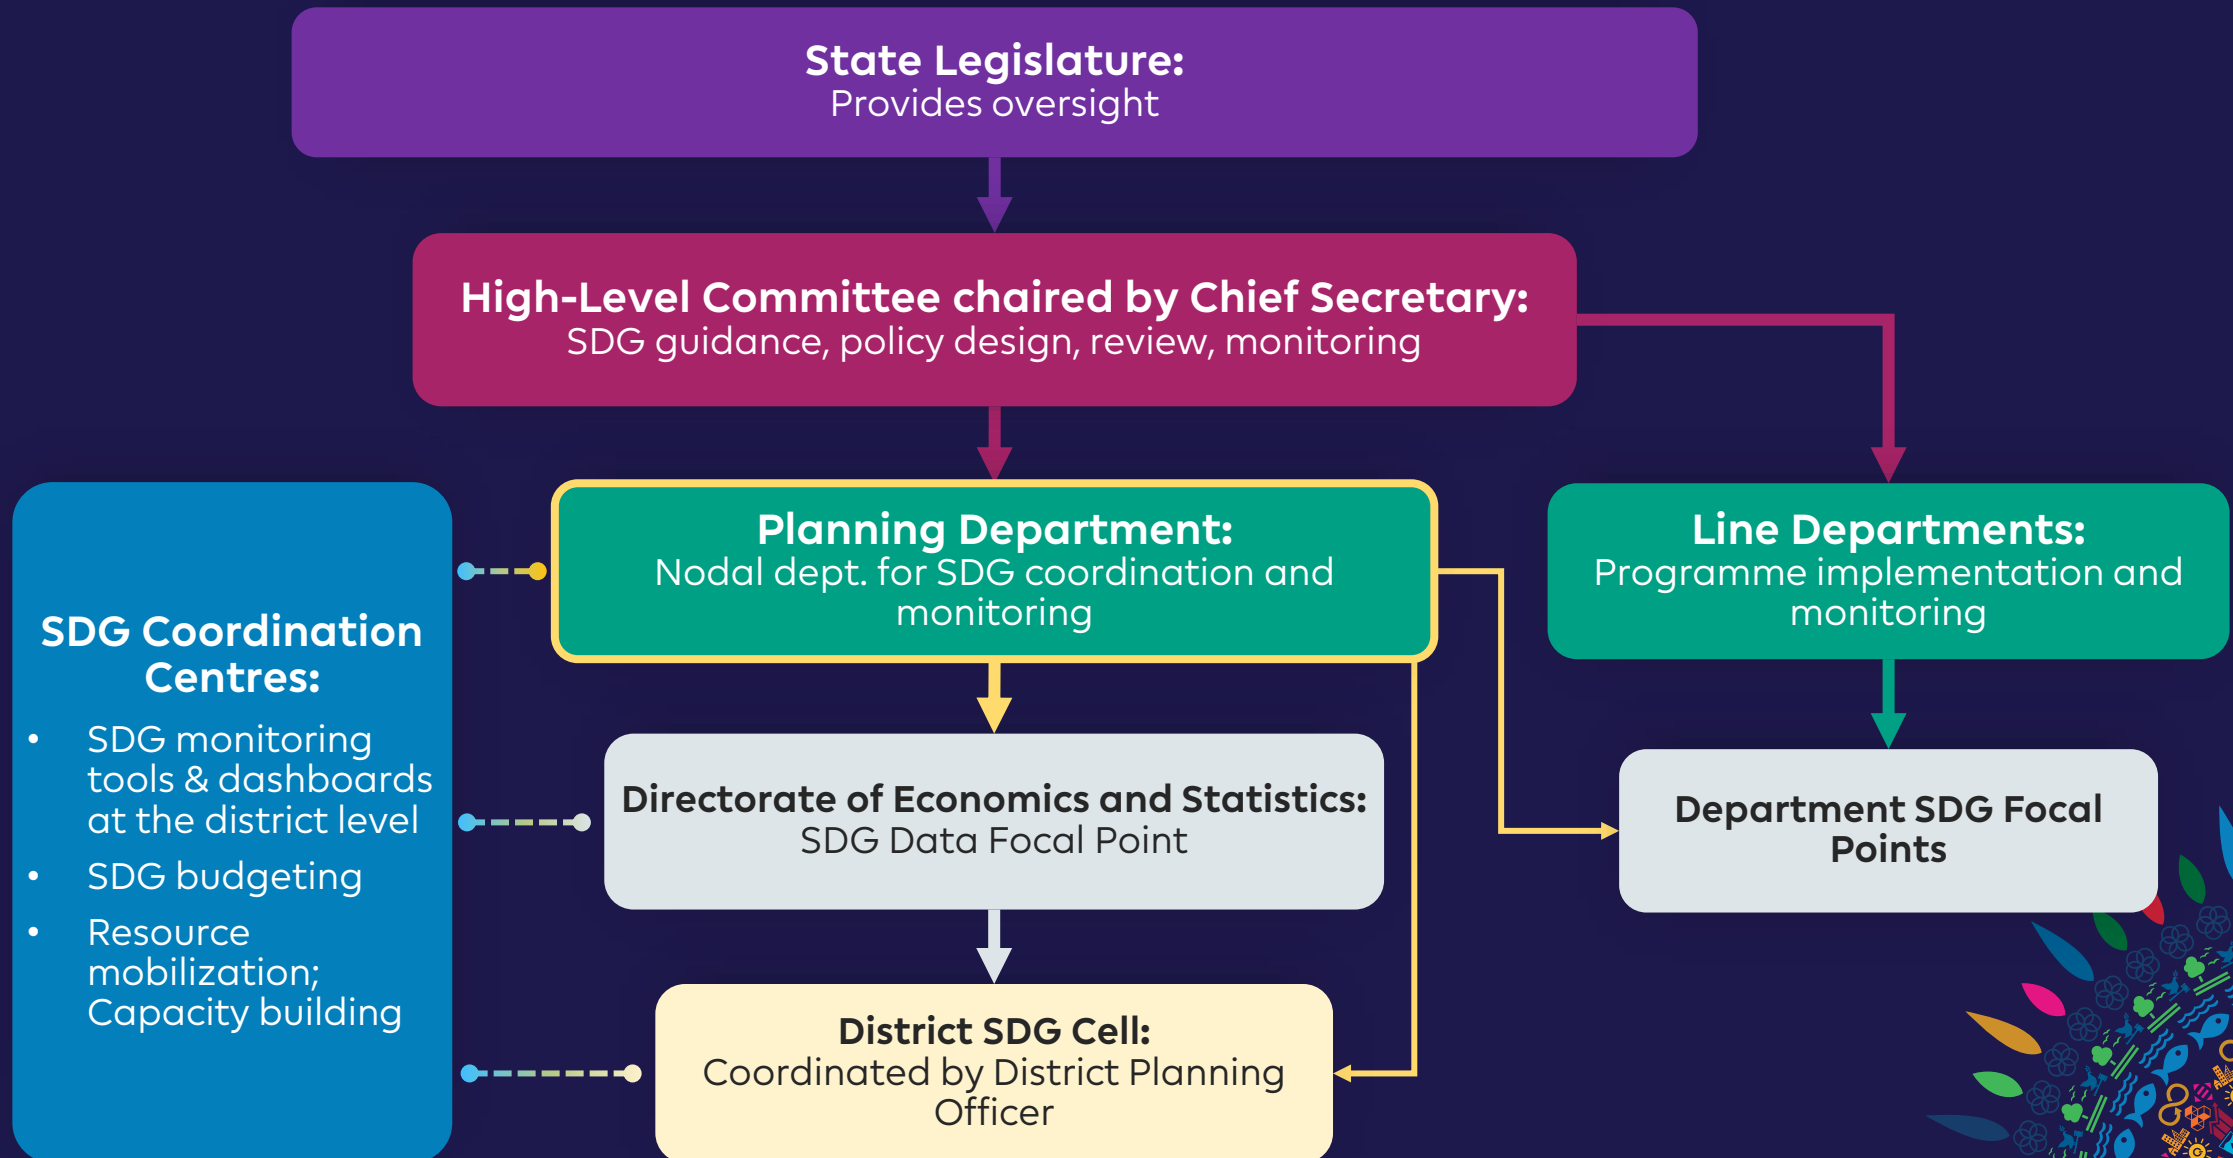 State Legislature:
Provides oversight
High-Level Committee chaired by Chief Secretary:
SDG guidance, policy design, review, monitoring
SDG Coordination
Centres:
• SDG monitoring
tools & dashboards
at the district level
• SDG budgeting
• Resource
mobilization;
Capacity building
Planning Department:
Nodal dept. for SDG coordination and
monitoring
Line Departments:
Programme implementation and
monitoring
Directorate of Economics and Statistics:
SDG Data Focal Point
Department SDG Focal
Points
District SDG Cell:
Coordinated by District Planning
Officer